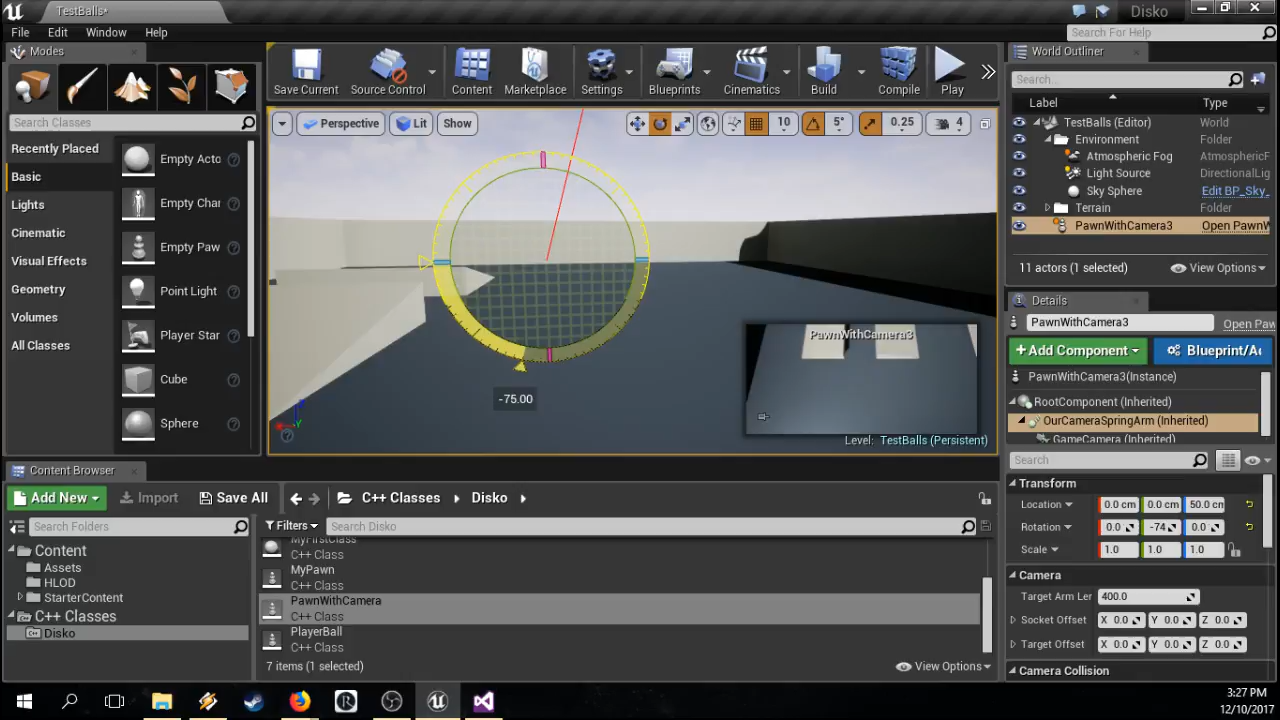 TestBalls*
Disko
File Edit Window Help
Search For Help
Modes
Search Classes
Recently Placed
Basic
Lights
Cinematic
Visual Effects
Geometry
Volumes
All Classes
Empty Acto
Empty Char
Empty Paw
Point Light
Player Star
Cube
Sphere
Save Current
Source Control
Content
Marketplace
Settings
Blueprints
Cinematics
Build
Compile
Play
Perspective
Lit
Show
10
5°
0.25
4
-75.00
PawnWithCamera3
Level: TestBalls (Persistent)
World Outliner
Search...
Label Type
TestBalls (Editor) World
Environment Folder
Atmospheric Fog AtmosphericF
Light Source DirectionalLig
Sky Sphere Edit BP_Sky_
Terrain Folder
PawnWithCamera3 Open PawnW
11 actors (1 selected) View Options
Details
PawnWithCamera3 Open Pawn
+ Add Component
Blueprint/A
PawnWithCamera3(Instance)
RootComponent (Inherited)
OurCameraSpringArm (Inherited)
GameCamera (Inherited)
Search
Transform
Location 0.0 cm 0.0 cm 50.0 cm
Rotation 0.0 -74 0.0
Scale 1.0 1.0 1.0
Camera
Target Arm Ler 400.0
Socket Offset X 0.0 Y 0.0 Z 0.0
Target Offset X 0.0 Y 0.0 Z 0.0
Camera Collision
Content Browser
Add New
Import
Save All
C++ Classes Disko
Search Folders
Content
Assets
HLOD
StarterContent
C++ Classes
Disko
Filters
Search Disko
MyFirstClass
C++ Class
MyPawn
C++ Class
PawnWithCamera
C++ Class
PlayerBall
C++ Class
7 items (1 selected)
View Options
3:27 PM
12/10/2017